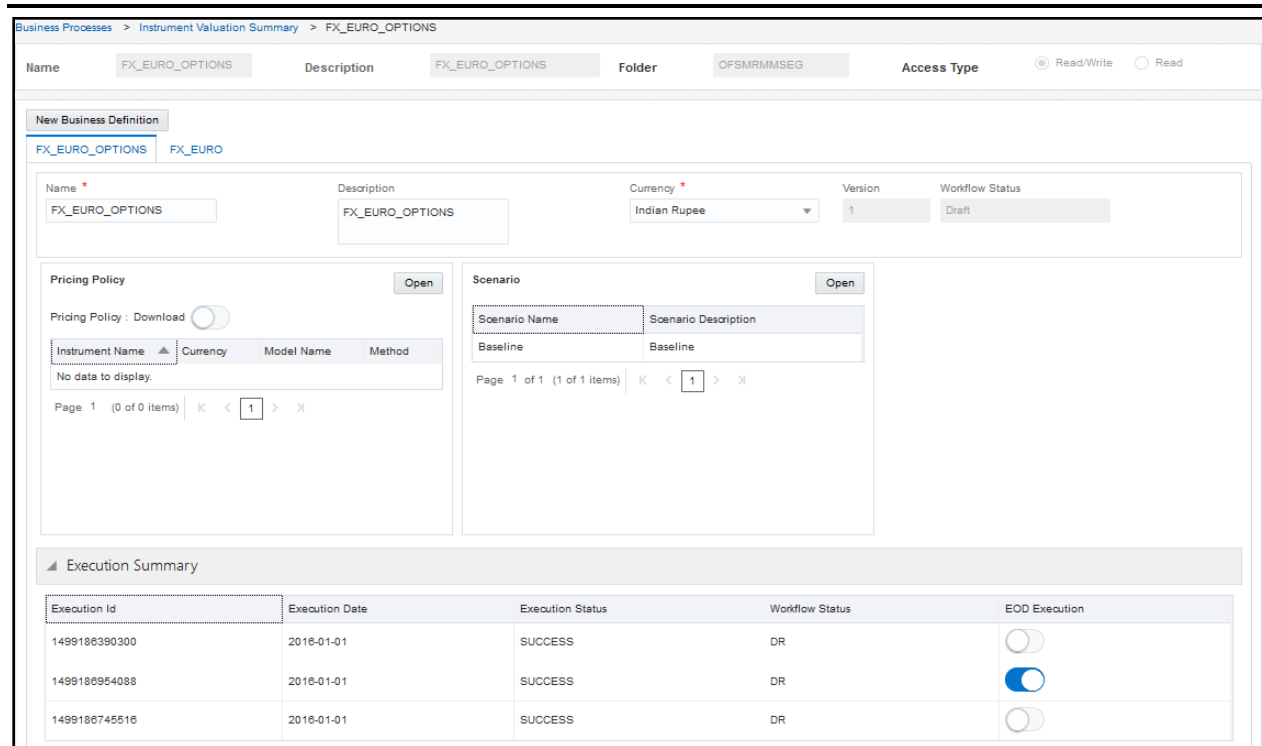 Business Processes > Instrument Valuation Summary > FX_EURO_OPTIONS
Name FX_EURO_OPTIONS Description FX_EURO_OPTIONS Folder OFSMRMMSEG Access Type Read/Write Read
New Business Definition
FX_EURO_OPTIONS FX_EURO
Name * Description Currency * Version Workflow Status
FX_EURO_OPTIONS FX_EURO_OPTIONS Indian Rupee 1 Draft
Pricing Policy Open Scenario Open
Pricing Policy : Download
Scenario Name Scenario Description
Instrument Name Currency Model Name Method
Baseline Baseline
No data to display.
Page 1 of 1 (1 of 1 items) K < 1 > >|
Page 1 (0 of 0 items) K < 1 > >|
Execution Summary
Execution Id Execution Date Execution Status Workflow Status EOD Execution
1499186390300 2016-01-01 SUCCESS DR
1499186954088 2016-01-01 SUCCESS DR
1499186745516 2016-01-01 SUCCESS DR